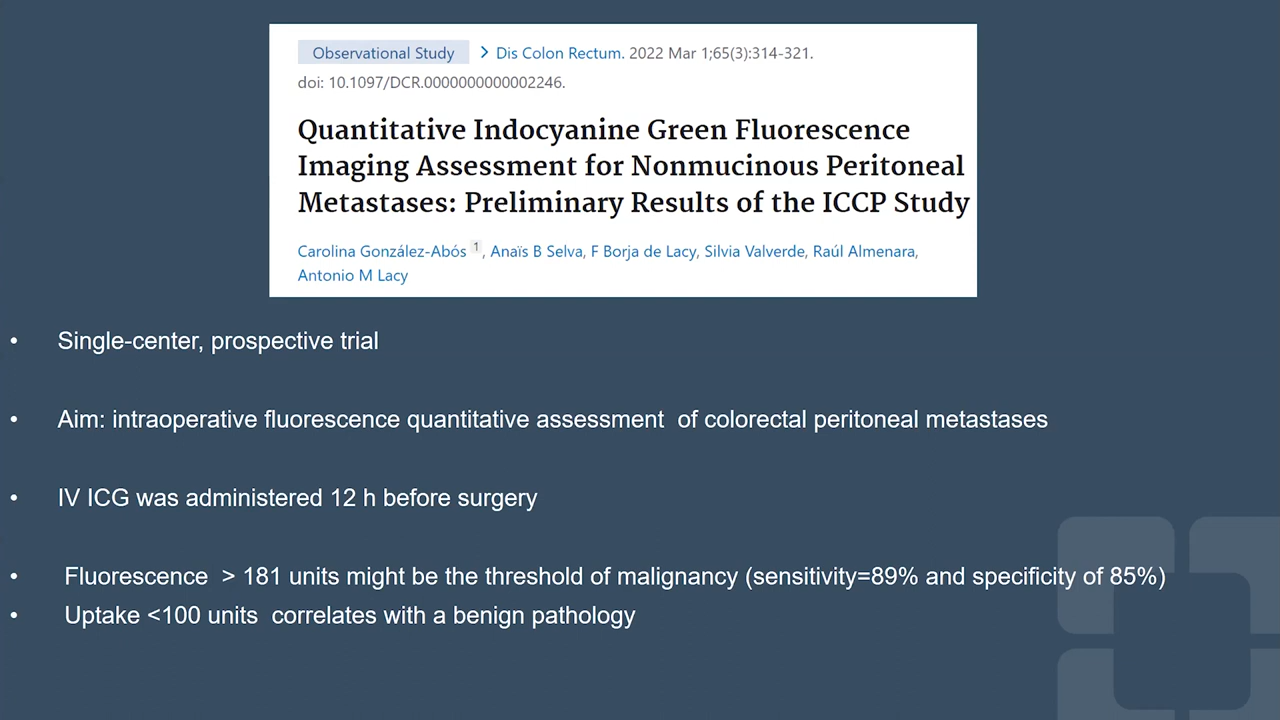 Observational Study > Dis Colon Rectum. 2022 Mar 1;65(3):314-321.
doi: 10.1097/DCR.0000000000002246.
Quantitative Indocyanine Green Fluorescence
Imaging Assessment for Nonmucinous Peritoneal
Metastases: Preliminary Results of the ICCP Study
Carolina González-Abós 1, Anaïs B Selva, F Borja de Lacy, Silvia Valverde, Raúl Almenara,
Antonio M Lacy
• Single-center, prospective trial
• Aim: intraoperative fluorescence quantitative assessment of colorectal peritoneal metastases
• IV ICG was administered 12 h before surgery
• Fluorescence > 181 units might be the threshold of malignancy (sensitivity=89% and specificity of 85%)
• Uptake <100 units correlates with a benign pathology